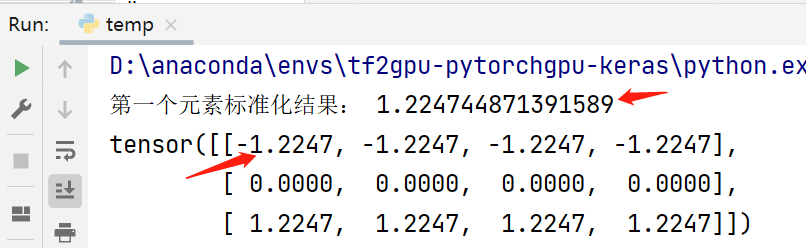 Run: temp ×
D:\anaconda\envs\tf2gpu-pytorchgpu-keras\python.ex
第一个元素标准化结果： 1.224744871391589
tensor([[-1.2247, -1.2247, -1.2247, -1.2247],
[ 0.0000, 0.0000, 0.0000, 0.0000],
[ 1.2247, 1.2247, 1.2247, 1.2247]])